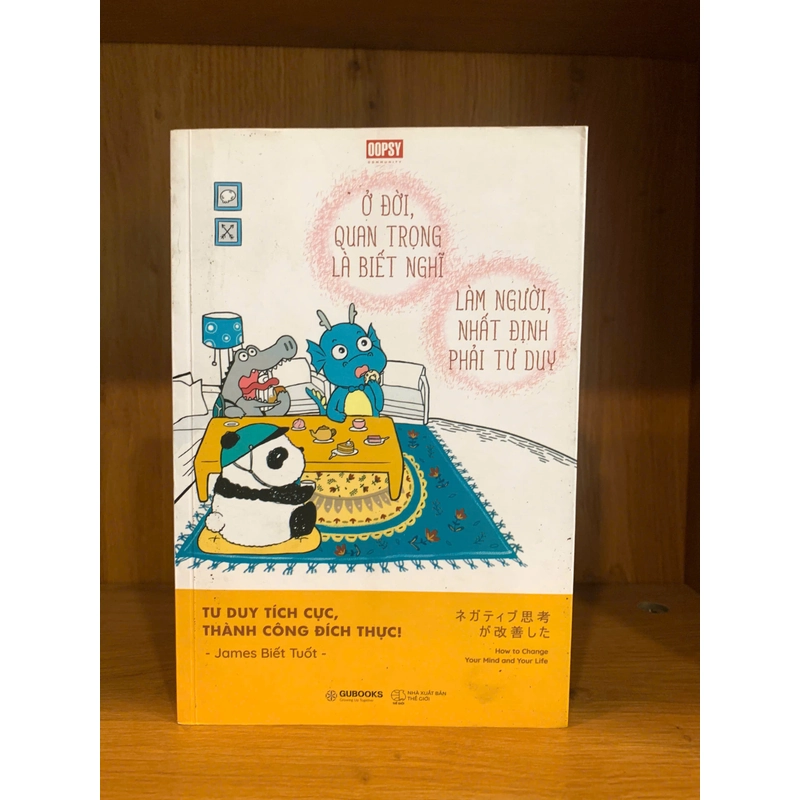 OOPSY
COMMUNITY
Ở ĐỜI,
QUAN TRỌNG
LÀ BIẾT NGHĨ
LÀM NGƯỜI,
NHẤT ĐỊNH
PHẢI TƯ DUY
TƯ DUY TÍCH CỰC,
THÀNH CÔNG ĐÍCH THỰC!
- James Biết Tuốt -
ネガティブ思考
が改善した
How to Change
Your Mind and Your Life
GUBOOKS
NHÀ XUẤT BẢN
THẾ GIỚI